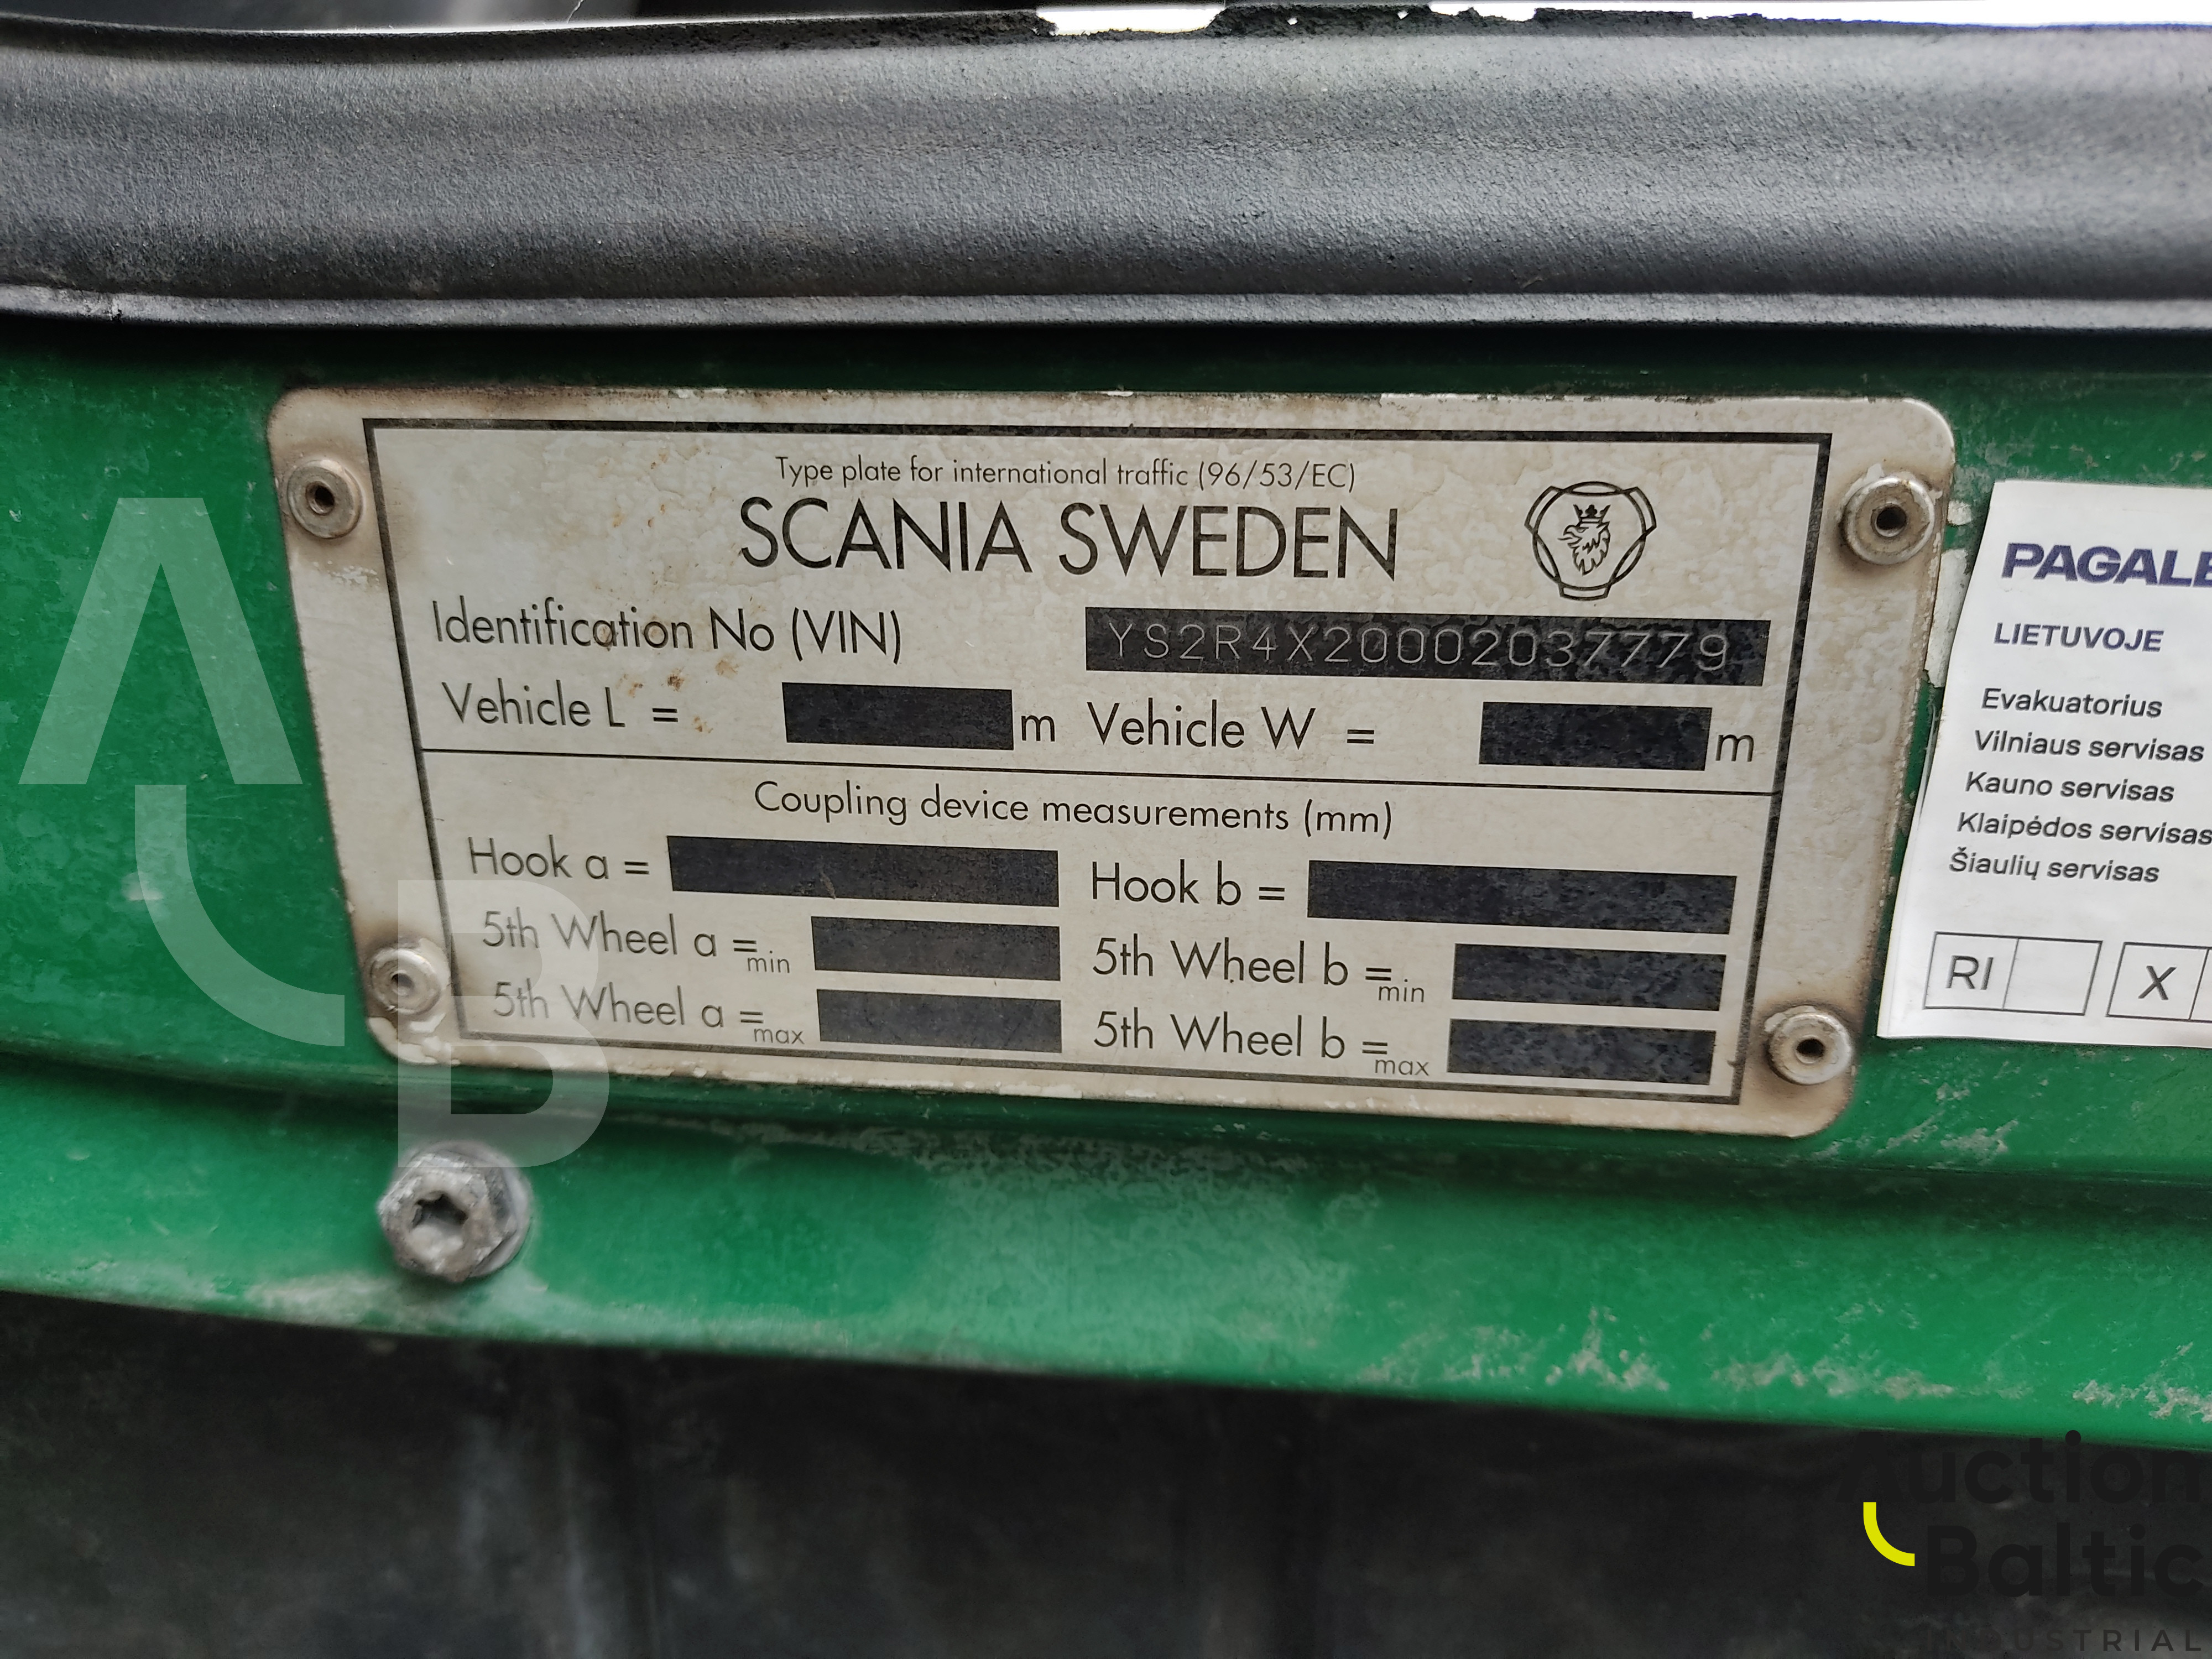 Type plate for international traffic (96/53/EC)
SCANIA SWEDEN
Identification No (VIN) YS2R4X20002037779
Vehicle L = m Vehicle W = m
Coupling device measurements (mm)
Hook a = Hook b =
5th Wheel a =min 5th Wheel b =min
5th Wheel a =max 5th Wheel b =max
LIETUVOJE
Evakuatorius
Vilniaus servisas
Kauno servisas
Klaipėdos servisas
Šiaulių servisas
RI X
AB
Auction
Baltic
INDUSTRIAL